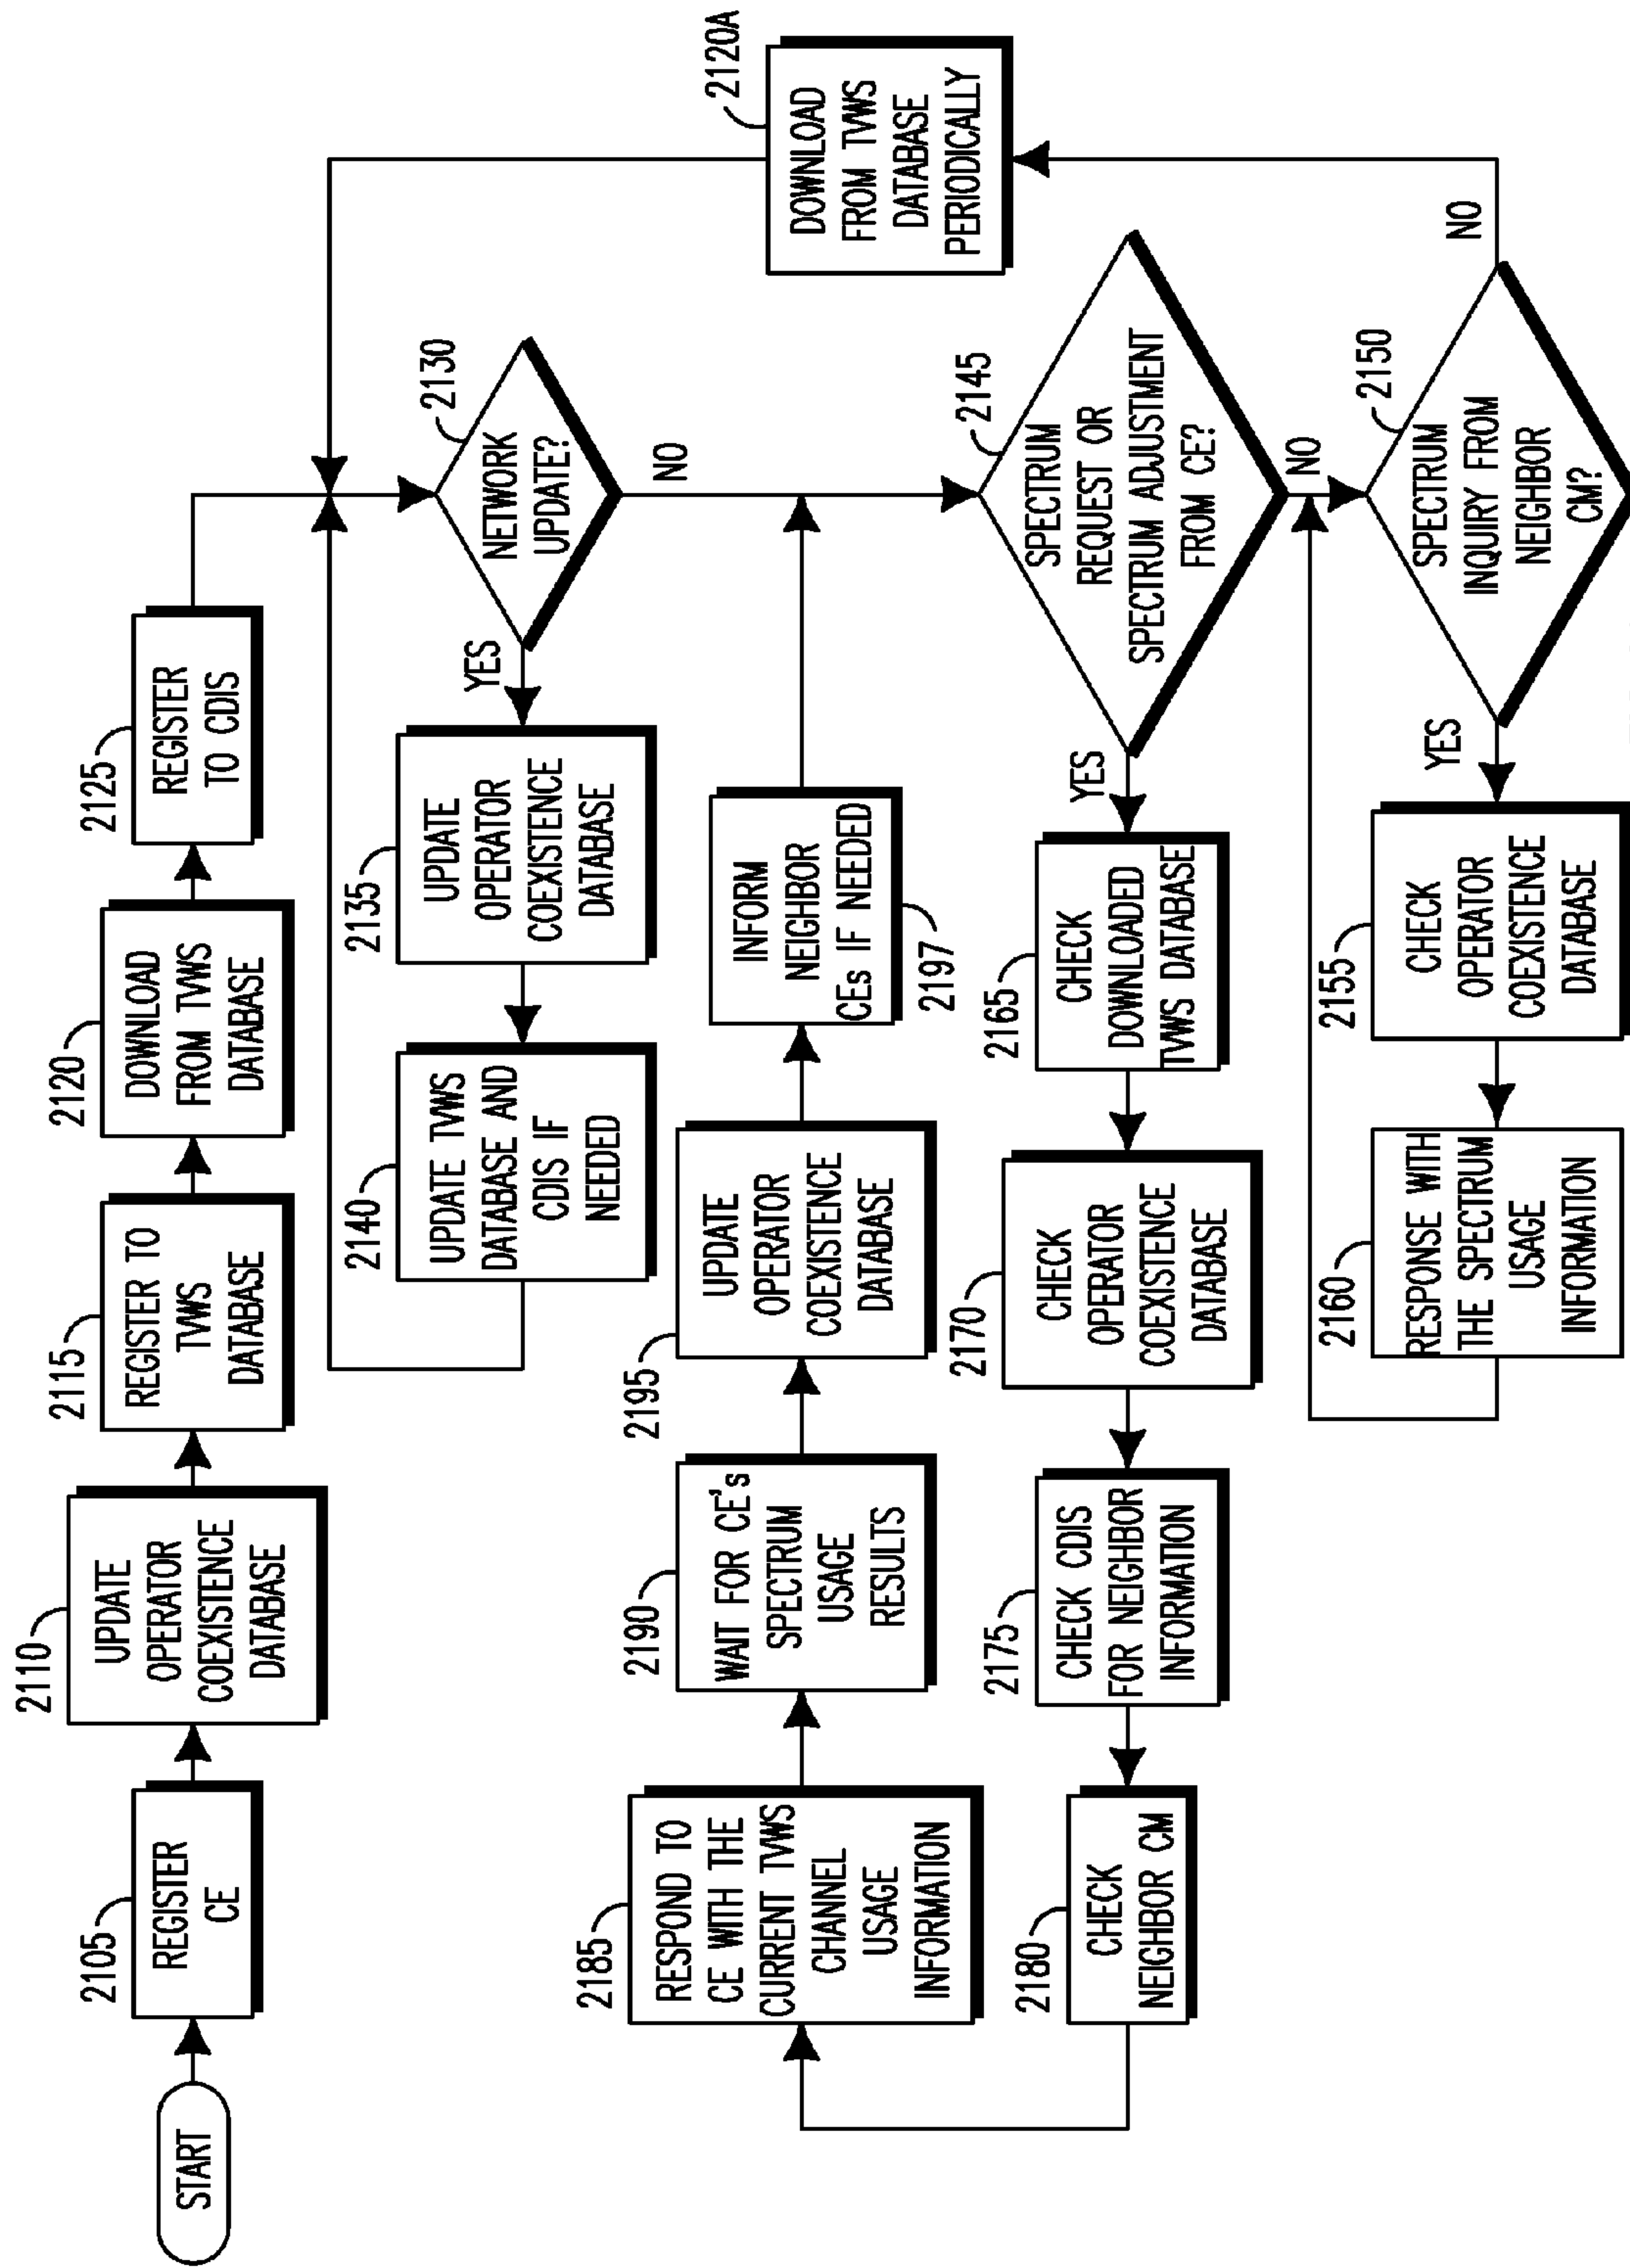 START
2105
REGISTER
CE
2110
UPDATE
OPERATOR
COEXISTENCE
DATABASE
2115
REGISTER TO
TVWS
DATABASE
2120
DOWNLOAD
FROM TVWS
DATABASE
2125
REGISTER
TO CDIS
2130
NETWORK
UPDATE?
YES
NO
2135
UPDATE
OPERATOR
COEXISTENCE
DATABASE
2140
UPDATE TVWS
DATABASE AND
CDIS IF
NEEDED
2120A
DOWNLOAD
FROM TVWS
DATABASE
PERIODICALLY
2145
SPECTRUM
REQUEST OR
SPECTRUM ADJUSTMENT
FROM CE?
YES
NO
2165
CHECK
DOWNLOADED
TVWS DATABASE
2170
CHECK
OPERATOR
COEXISTENCE
DATABASE
2175
CHECK CDIS
FOR NEIGHBOR
INFORMATION
2180
CHECK
NEIGHBOR CM
2185
RESPOND TO
CE WITH THE
CURRENT TVWS
CHANNEL
USAGE
INFORMATION
2190
WAIT FOR CE's
SPECTRUM
USAGE
RESULTS
2195
UPDATE
OPERATOR
COEXISTENCE
DATABASE
INFORM
NEIGHBOR
CEs IF NEEDED
2197
2150
SPECTRUM
INQUIRY FROM
NEIGHBOR
CM?
YES
NO
2155
CHECK
OPERATOR
COEXISTENCE
DATABASE
2160
RESPONSE WITH
THE SPECTRUM
USAGE
INFORMATION